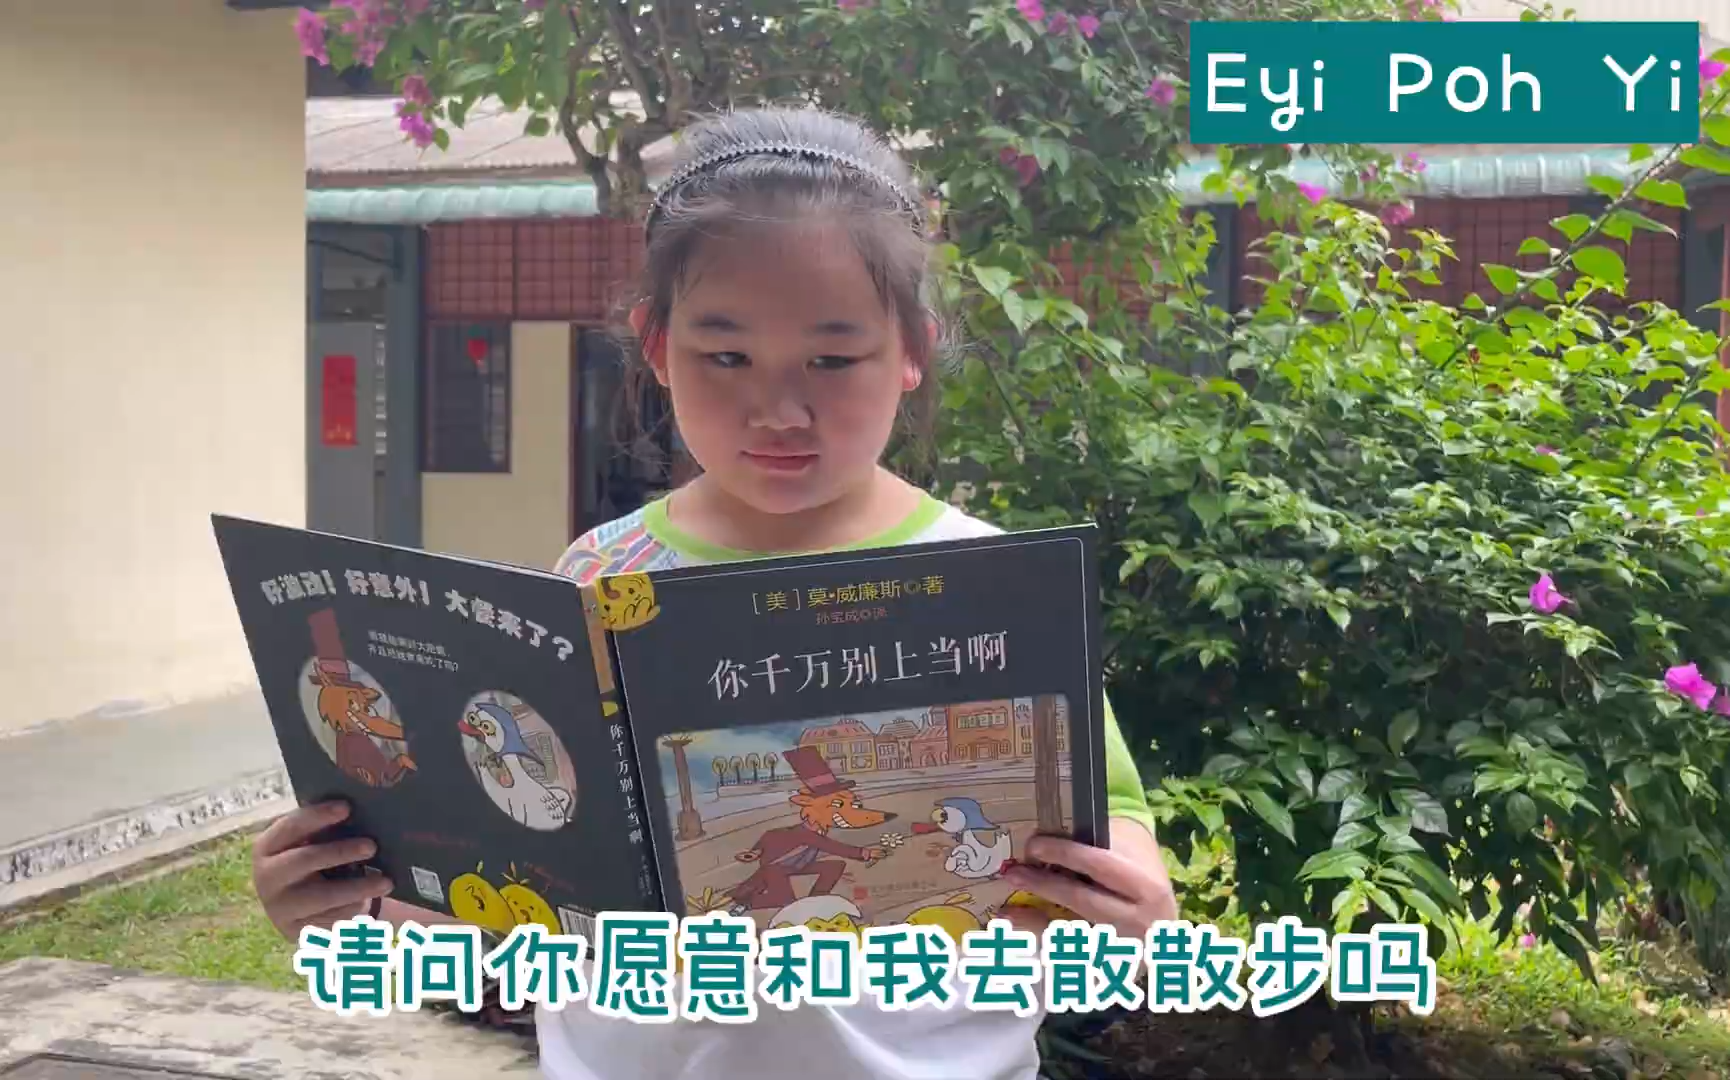 Eyi Poh Yi
好激动！好意外！大餐来了？
[美]莫·威廉斯◎著
孙宝成◎译
你千万别上当啊
你千万别上当啊
请问你愿意和我去散散步吗